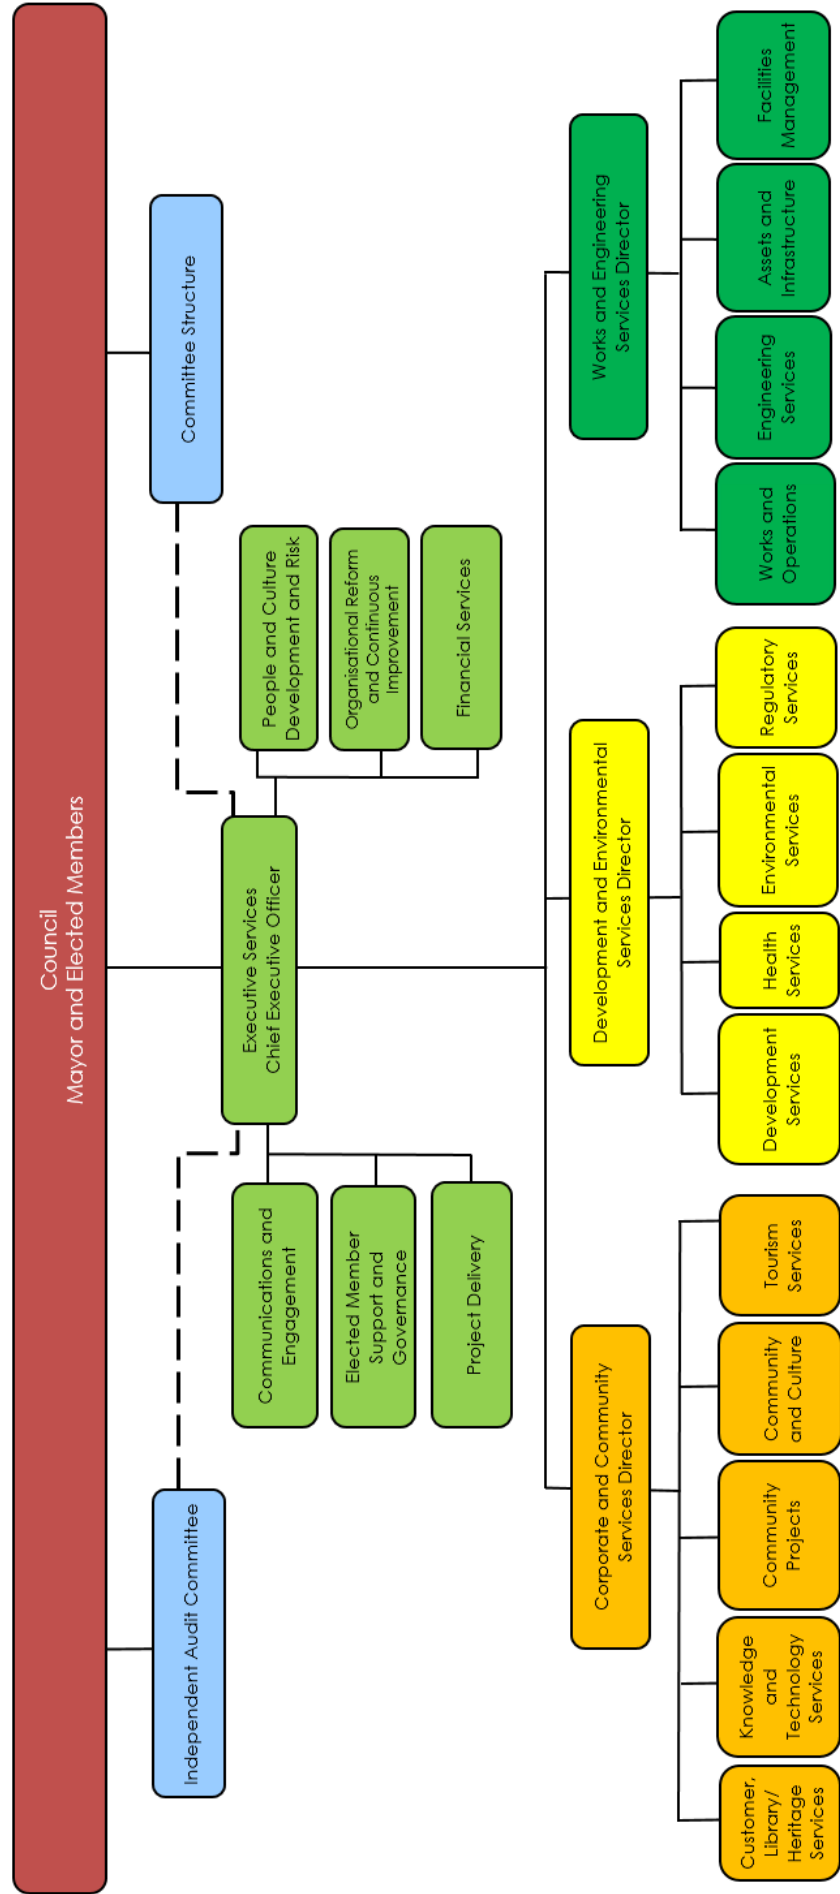 Council
Mayor and Elected Members
Independent Audit Committee
Committee Structure
Executive Services
Chief Executive Officer
Communications and
Engagement
Elected Member
Support and
Governance
Project Delivery
People and Culture
Development and Risk
Organisational Reform
and Continuous
Improvement
Financial Services
Corporate and Community
Services Director
Development and Environmental
Services Director
Works and Engineering
Services Director
Customer,
Library/
Heritage
Services
Knowledge
and
Technology
Services
Community
Projects
Community
and Culture
Tourism
Services
Development
Services
Health
Services
Environmental
Services
Regulatory
Services
Works and
Operations
Engineering
Services
Assets and
Infrastructure
Facilities
Management